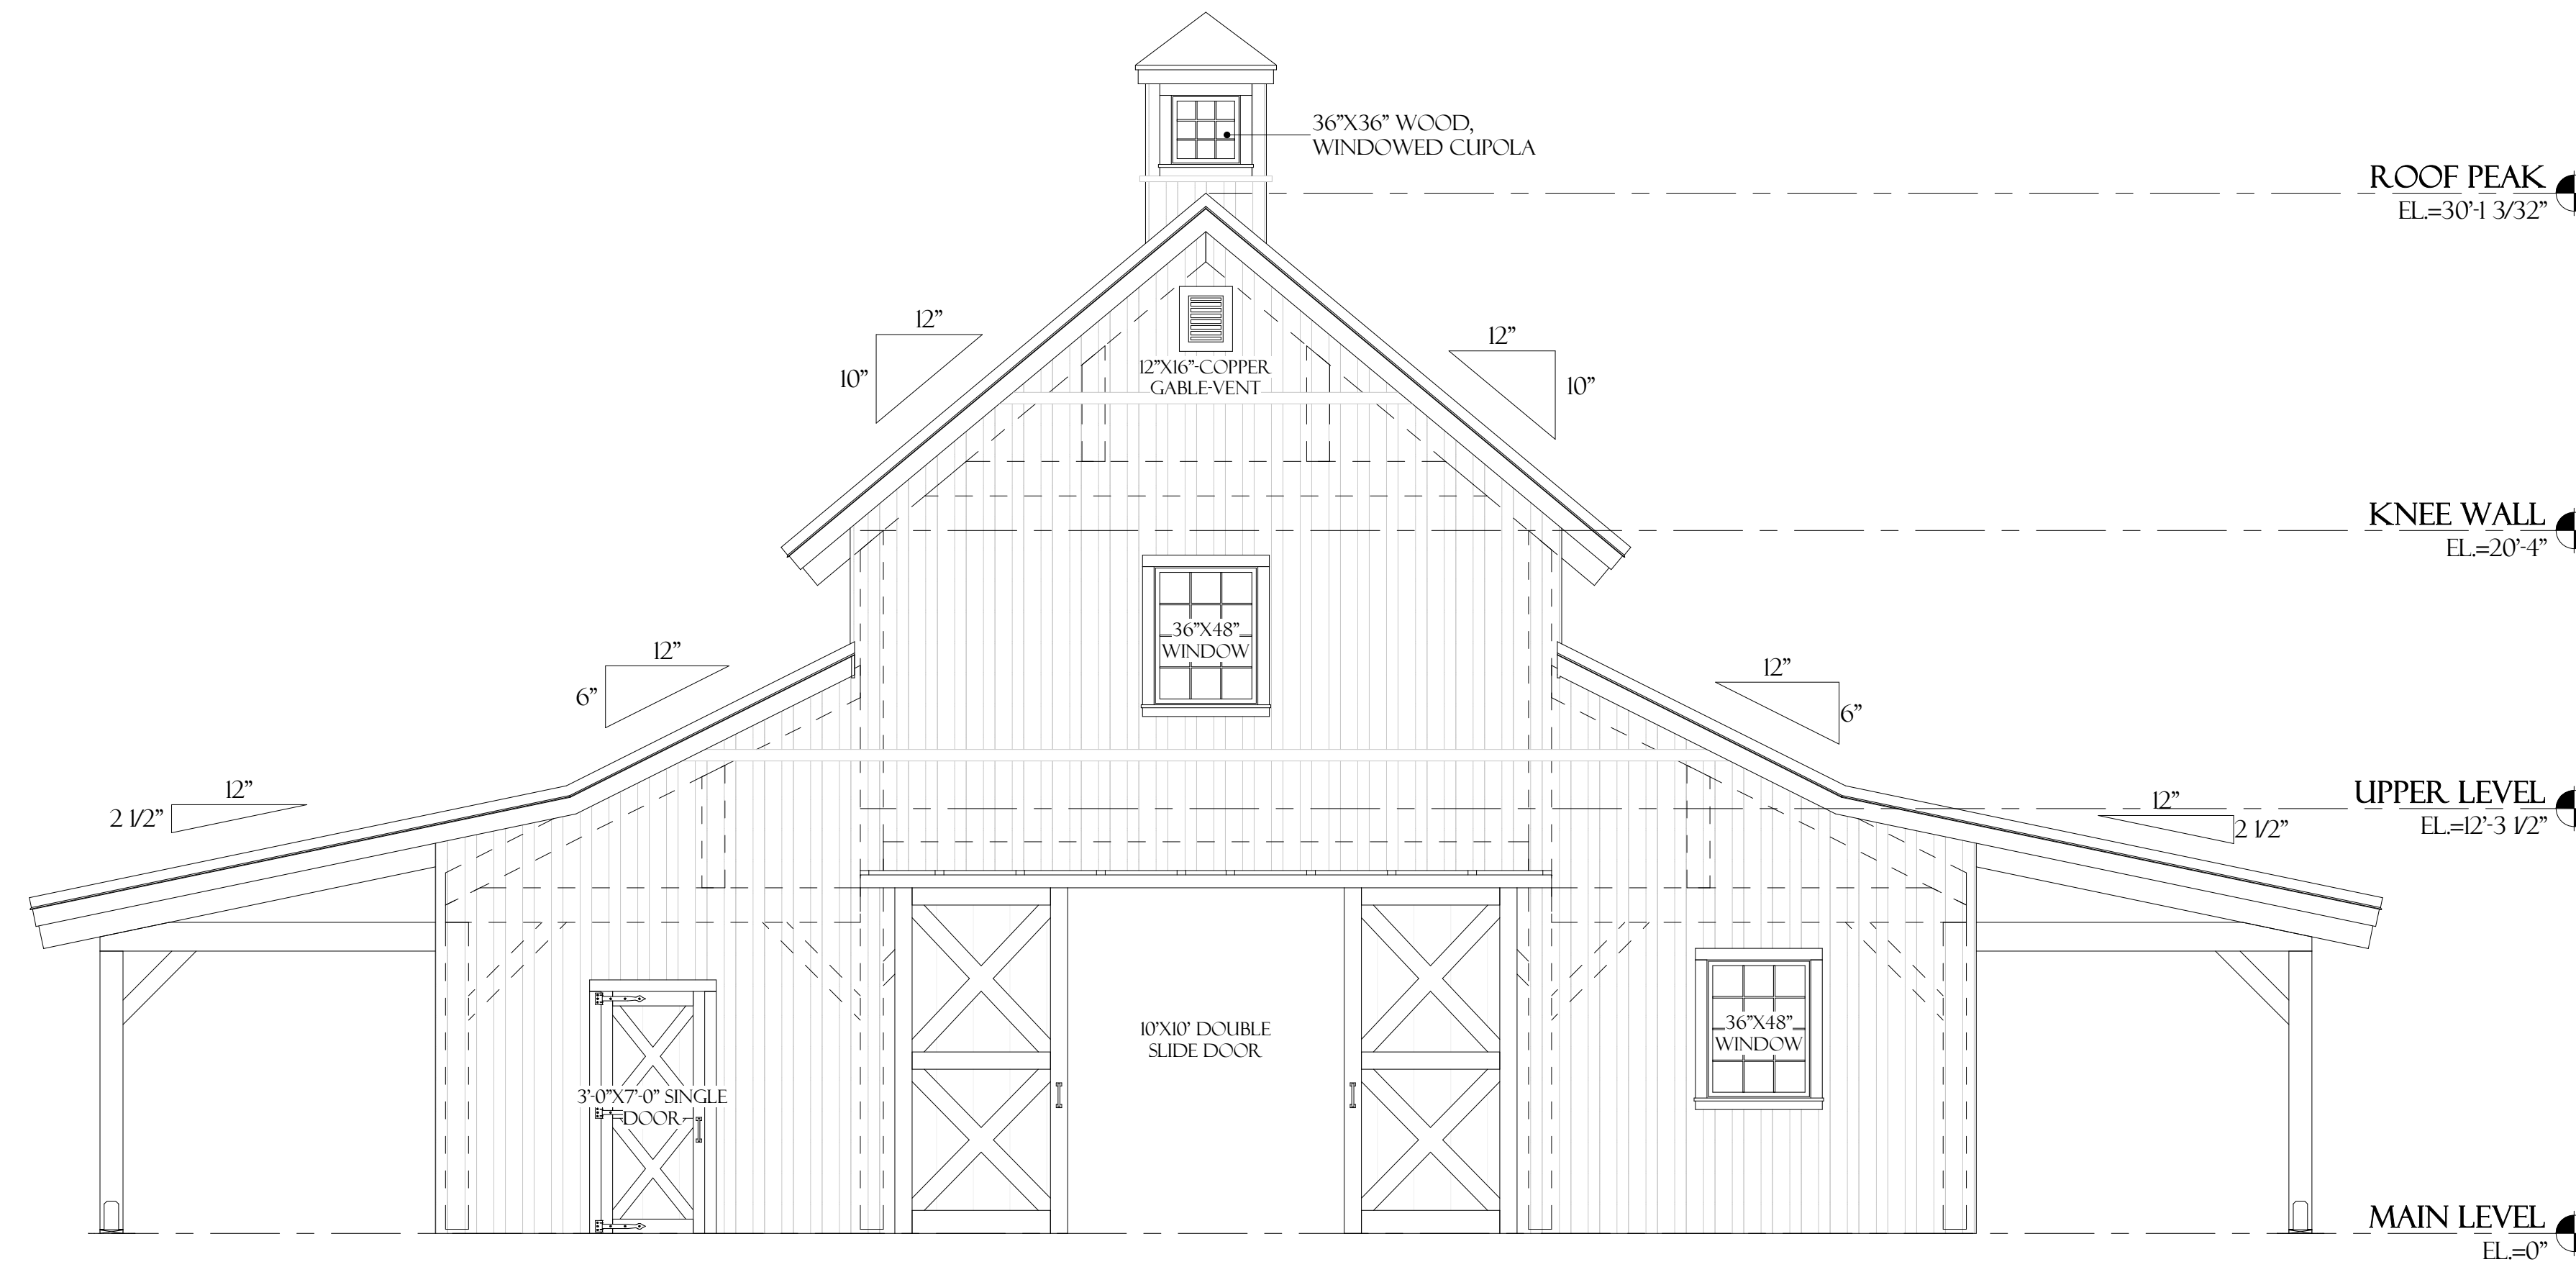 36"X36" WOOD,
WINDOWED CUPOLA
ROOF PEAK
EL.=30'-1 3/32"
12"
10"
12"
10"
12"X16"-COPPER
GABLE-VENT
KNEE WALL
EL.=20'-4"
36"X48"
WINDOW
12"
6"
12"
6"
12"
2 1/2"
12"
2 1/2"
UPPER LEVEL
EL.=12'-3 1/2"
10'X10' DOUBLE
SLIDE DOOR
36"X48"
WINDOW
3'-0"X7'-0" SINGLE
DOOR
MAIN LEVEL
EL.=0"